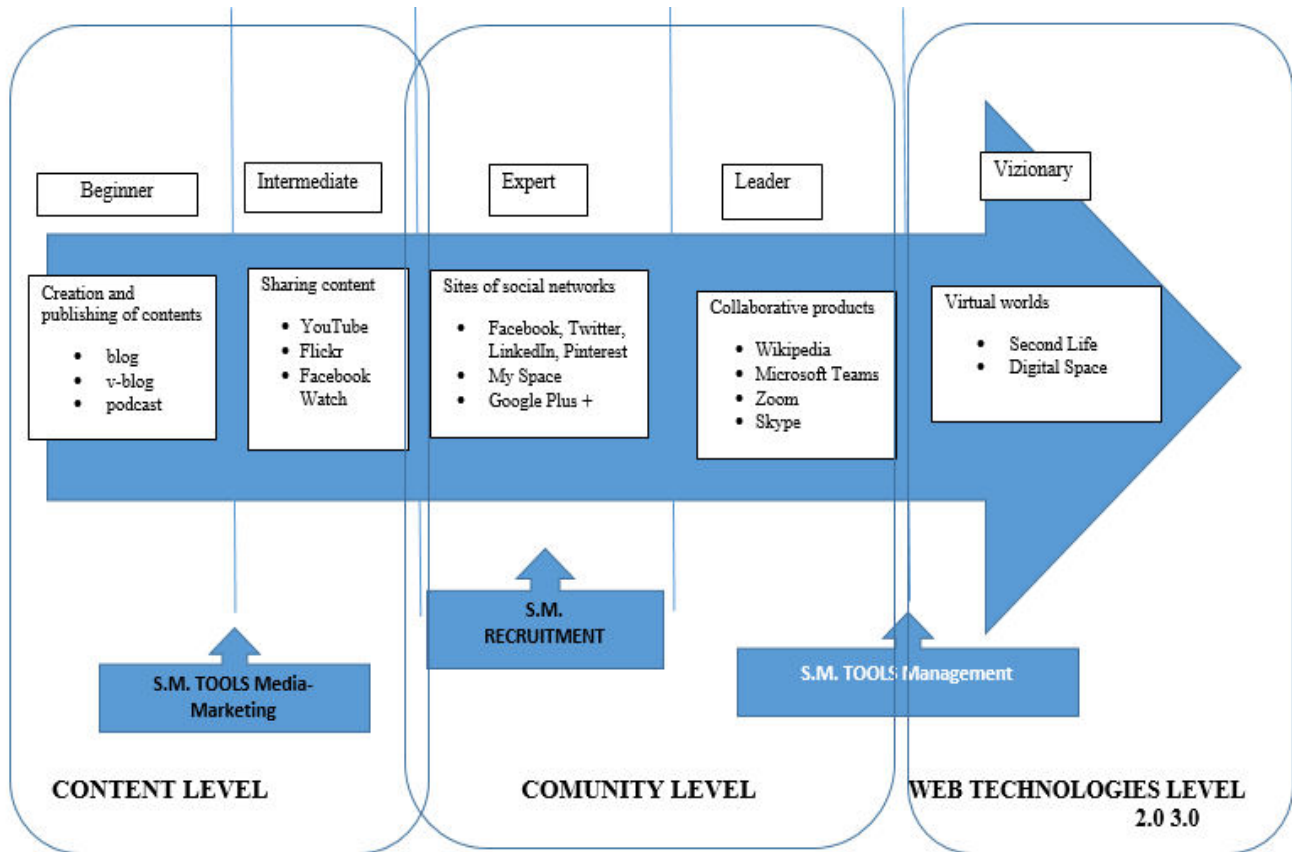 Beginner
Intermediate
Expert
Leader
Vizionary
Creation and
publishing of contents
• blog
• v-blog
• podcast
Sharing content
• YouTube
• Flickr
• Facebook
Watch
Sites of social networks
• Facebook, Twitter,
LinkedIn, Pinterest
• My Space
• Google Plus +
Collaborative products
• Wikipedia
• Microsoft Teams
• Zoom
• Skype
Virtual worlds
• Second Life
• Digital Space
S.M. TOOLS Media-
Marketing
S.M.
RECRUITMENT
S.M. TOOLS Management
CONTENT LEVEL
COMUNITY LEVEL
WEB TECHNOLOGIES LEVEL
2.0 3.0